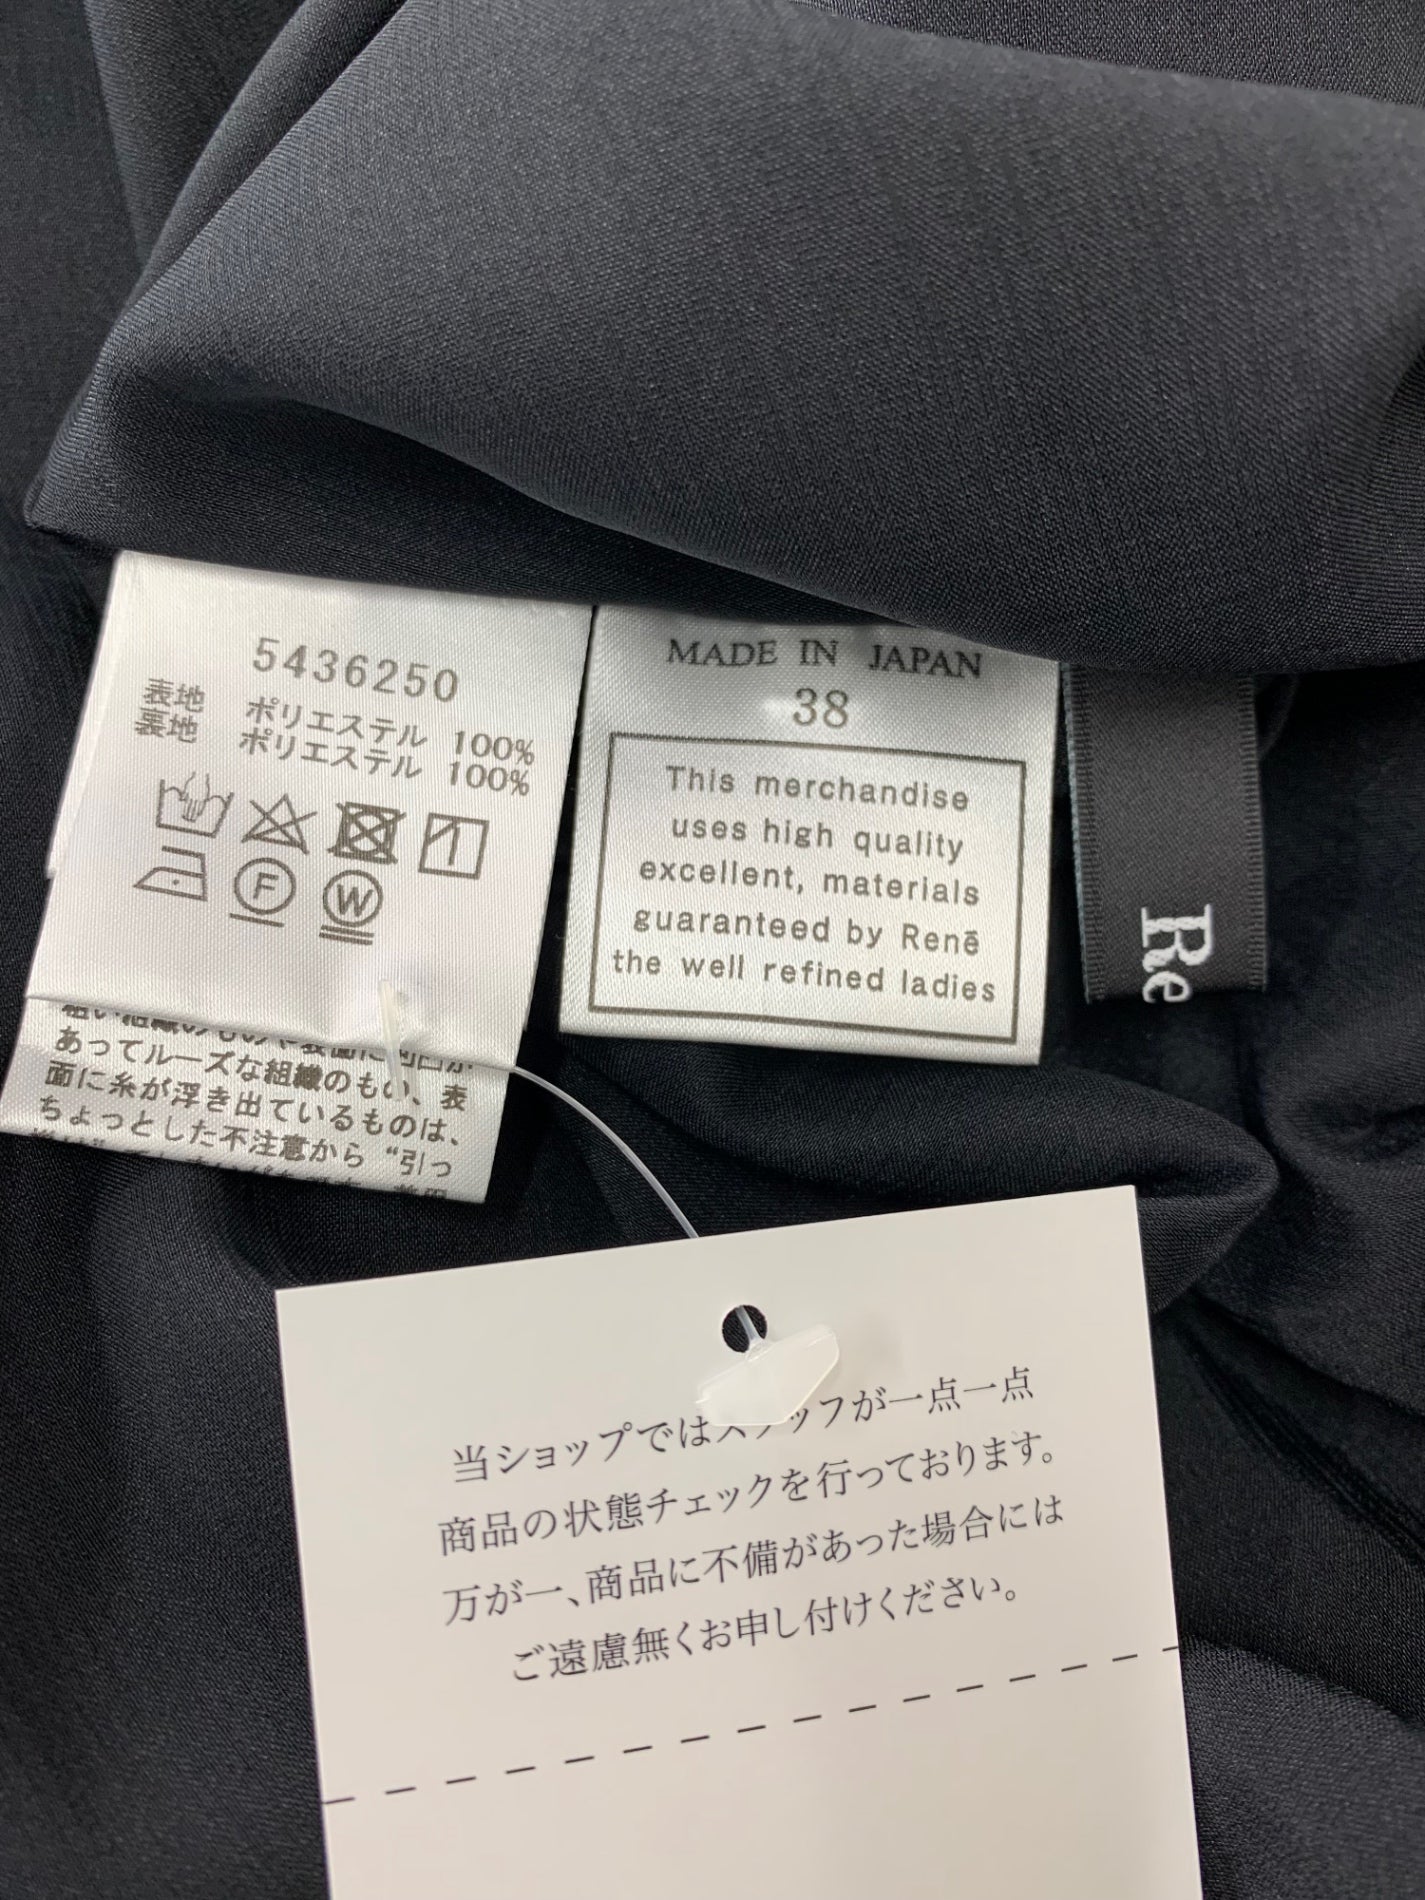 5436250
表地 ポリエステル 100%
裏地 ポリエステル 100%
1
F W
あってルーズな組織のもの、表
面に糸が浮き出ているものは、
ちょっとした不注意から“引っ
MADE IN JAPAN
38
This merchandise
uses high quality
excellent, materials
guaranteed by Renē
the well refined ladies
Re
当ショップではスタッフが一点一点
商品の状態チェックを行っております。
万が一、商品に不備があった場合には
ご遠慮無くお申し付けください。